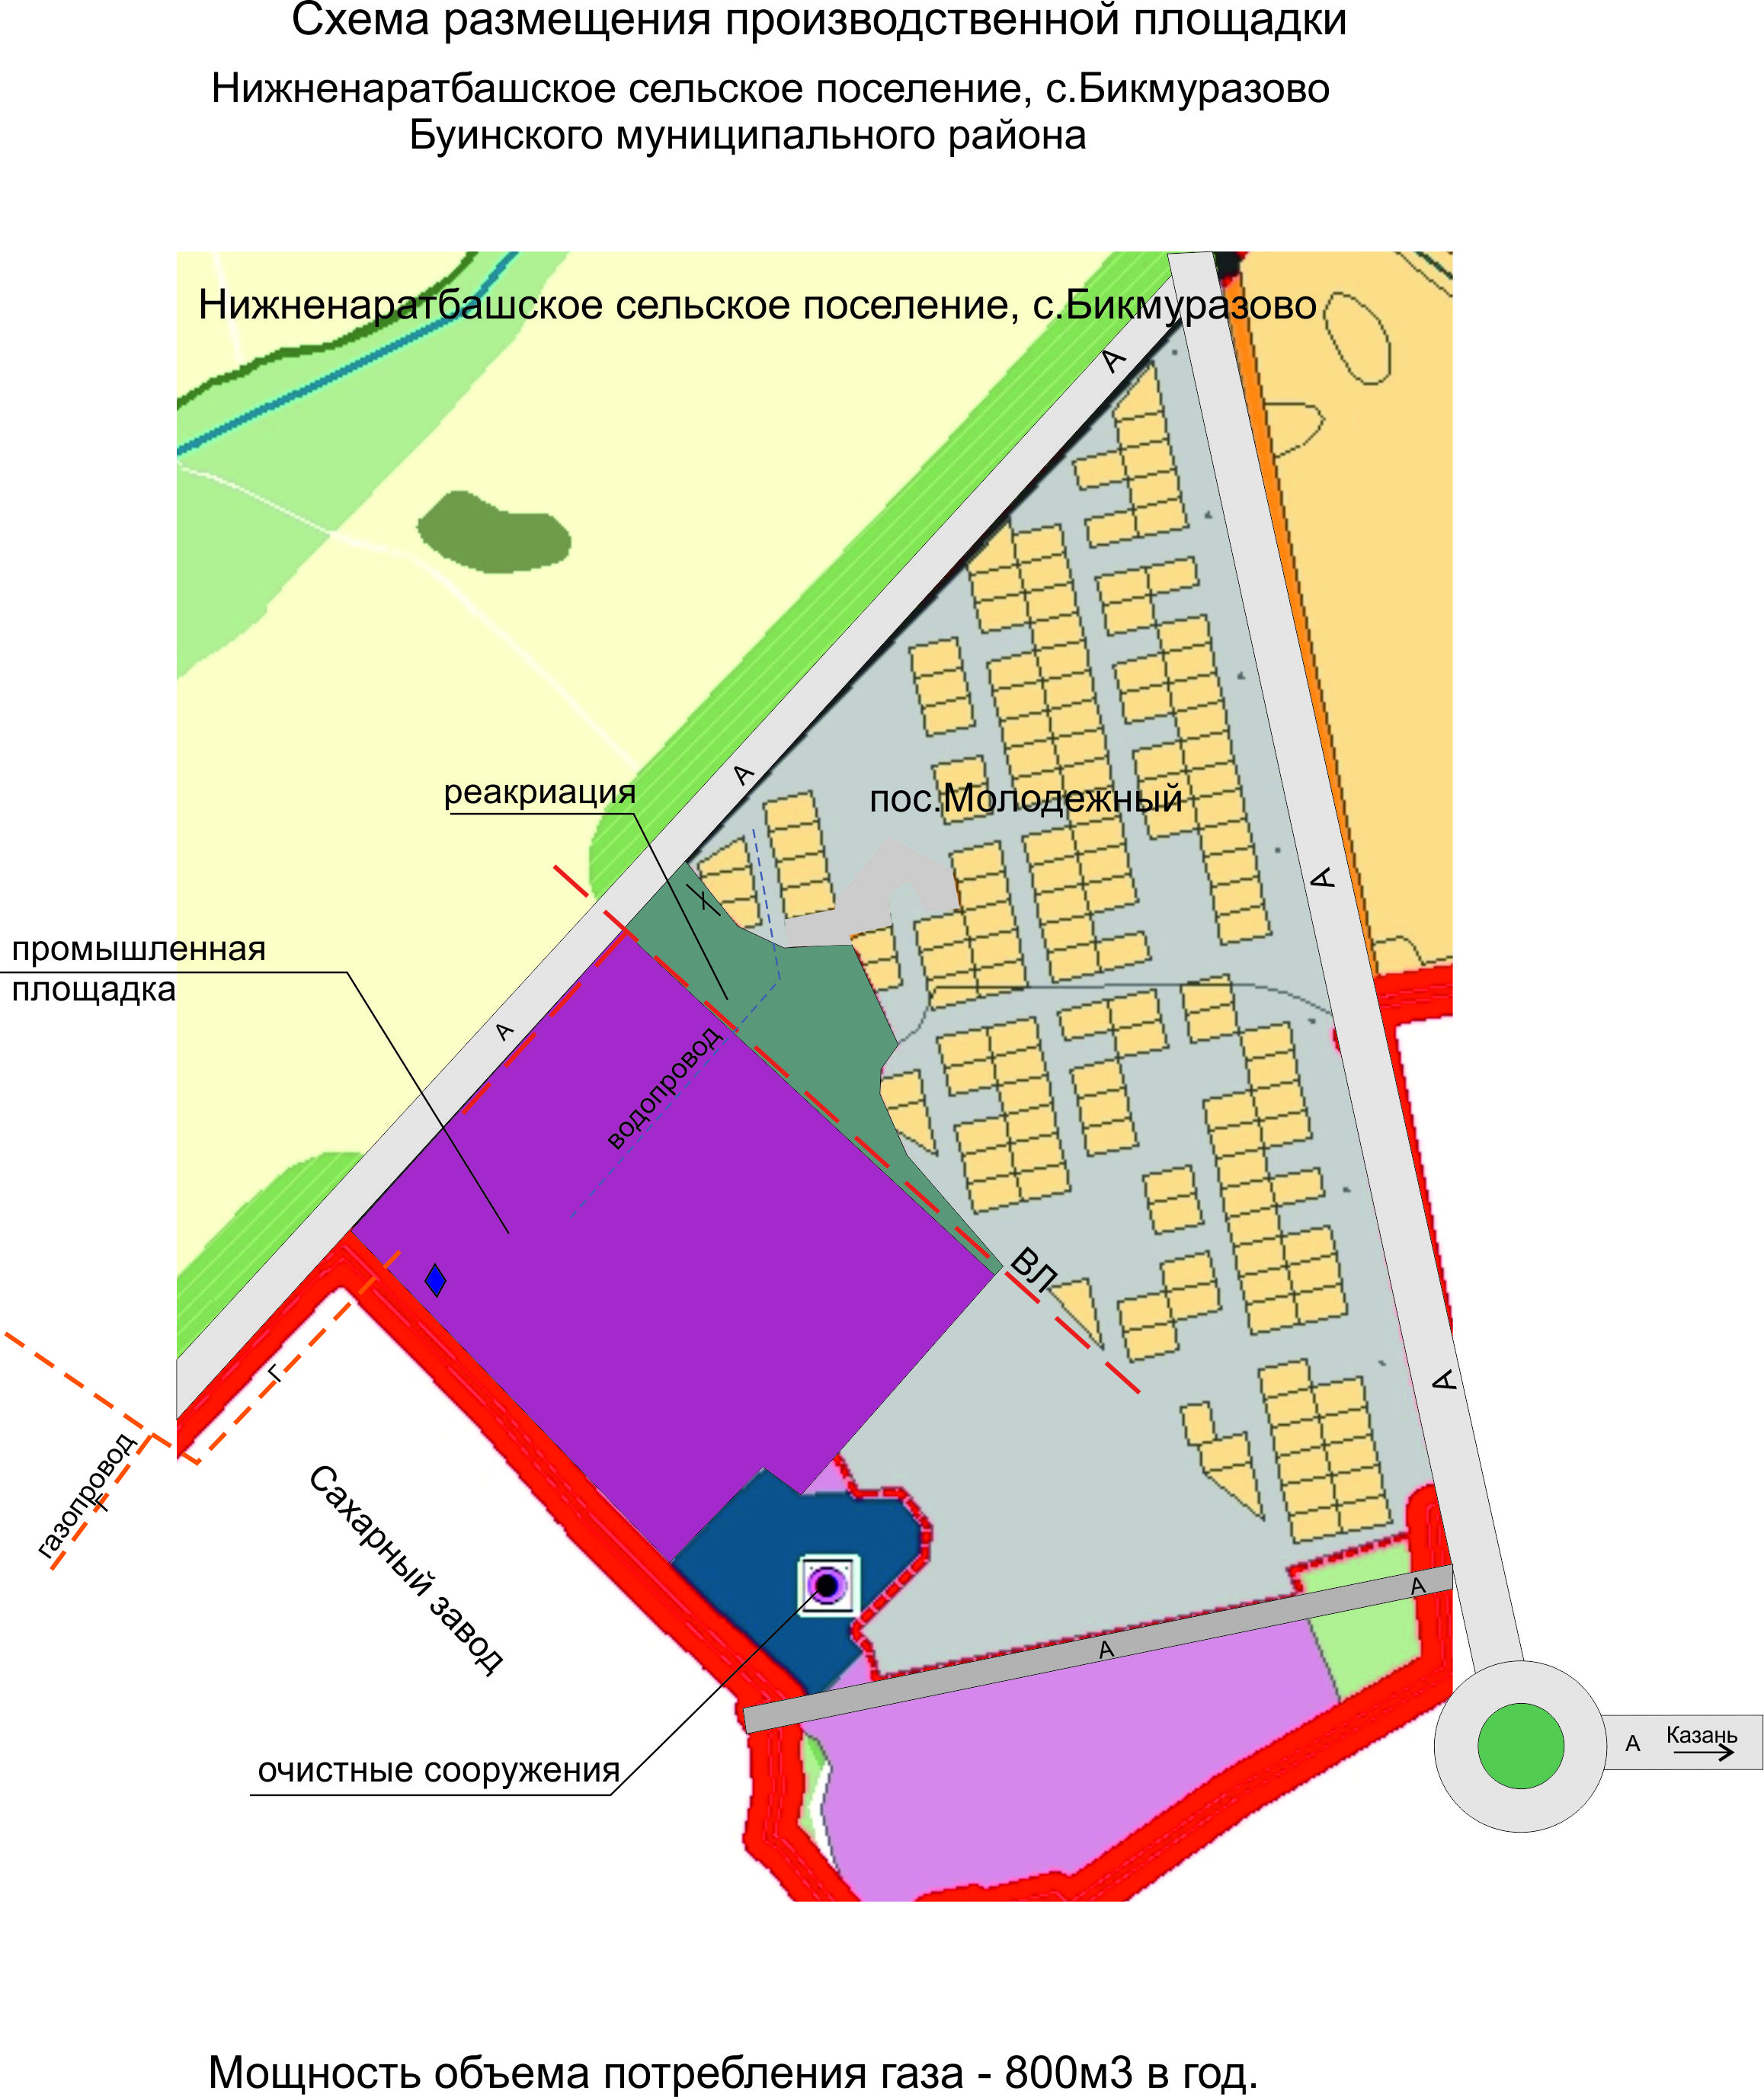 Схема размещения производственной площадки
Нижненаратбашское сельское поселение, с.Бикмуразово
Буинского муниципального района
Нижненаратбашское сельское поселение, с.Бикмуразово
А
А
реакриация
пос.Молодежный
А
Х
промышленная
площадка
А
водопровод
ВЛ
Г
А
газопровод
Г
Сахарный завод
А
А
очистные сооружения
А
Казань
Мощность объема потребления газа - 800м3 в год.